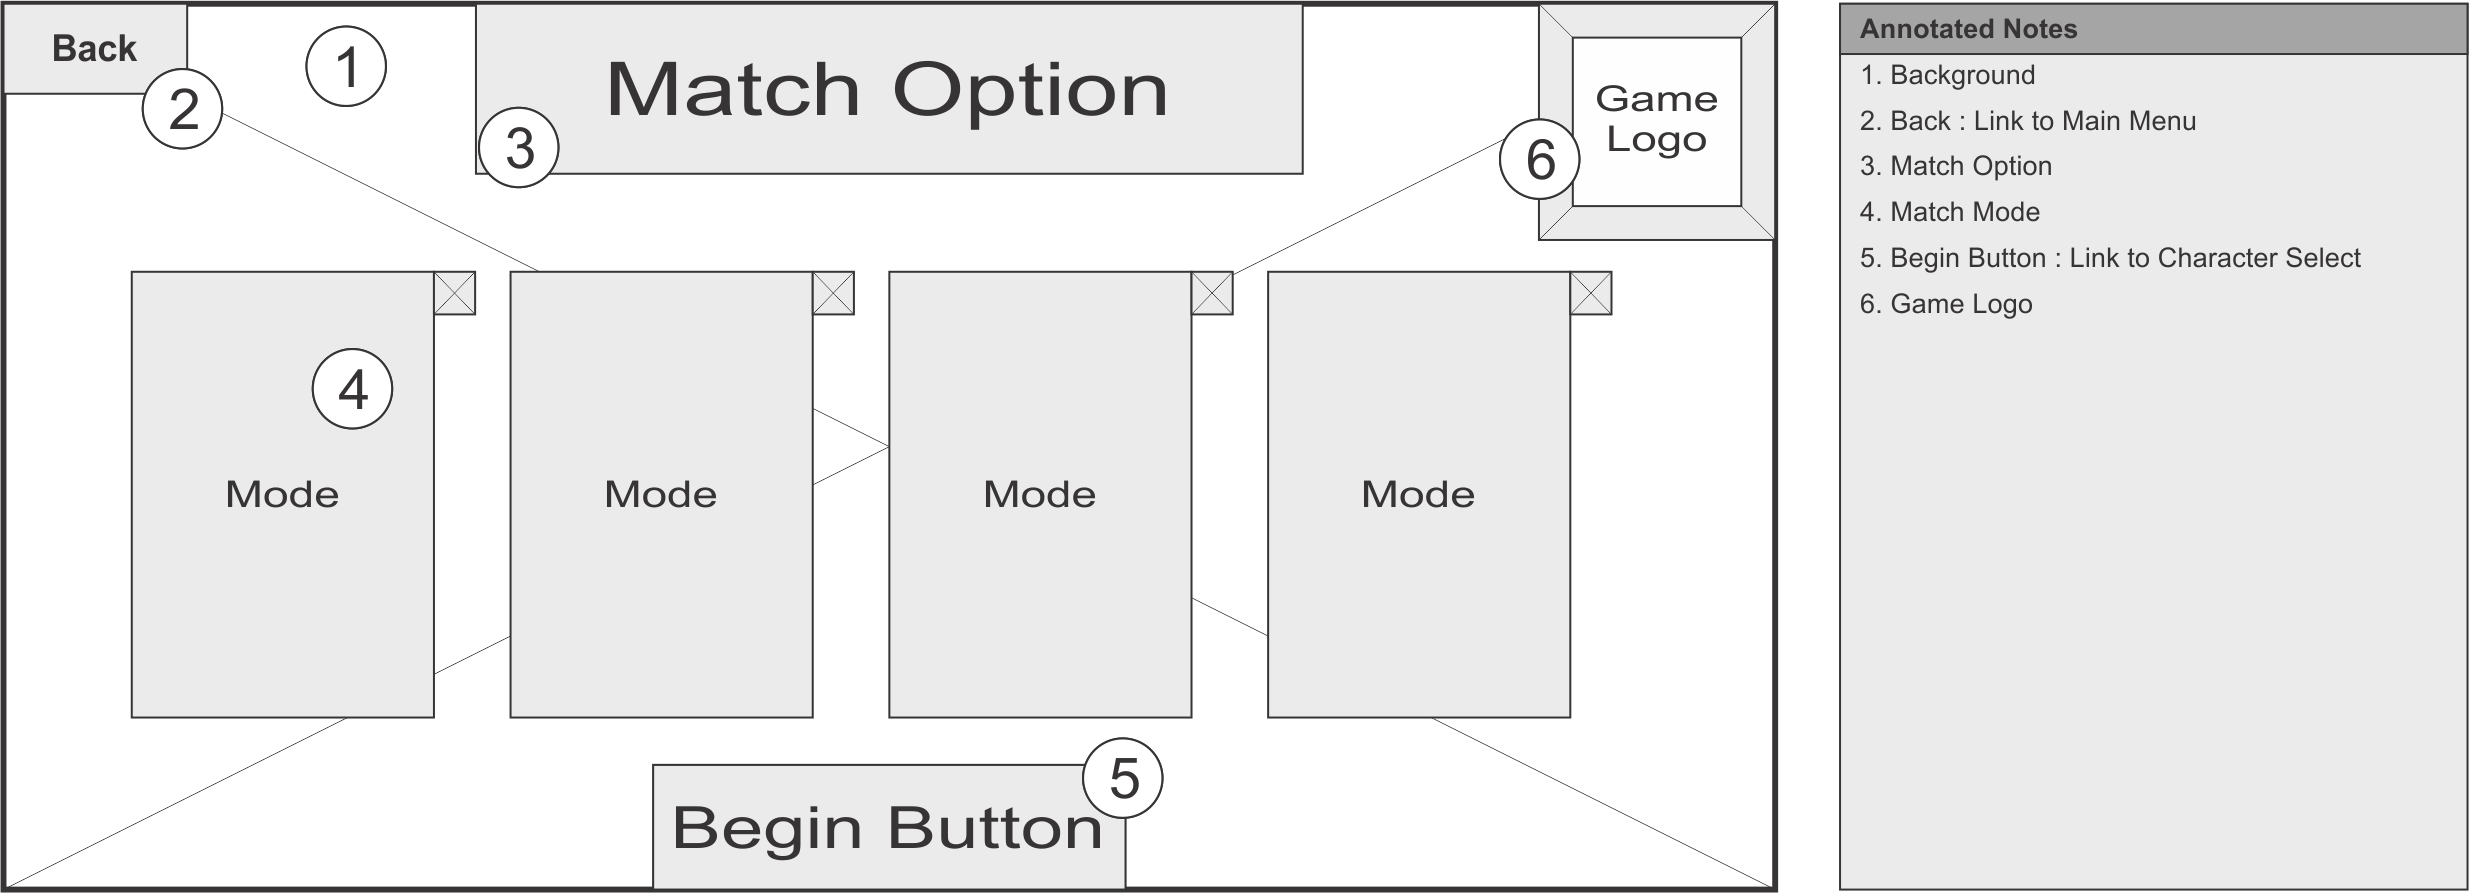 Back
1
2
Match Option
3
Game
Logo
6
4
Mode
Mode
Mode
Mode
5
Begin Button
Annotated Notes
1. Background
2. Back : Link to Main Menu
3. Match Option
4. Match Mode
5. Begin Button : Link to Character Select
6. Game Logo